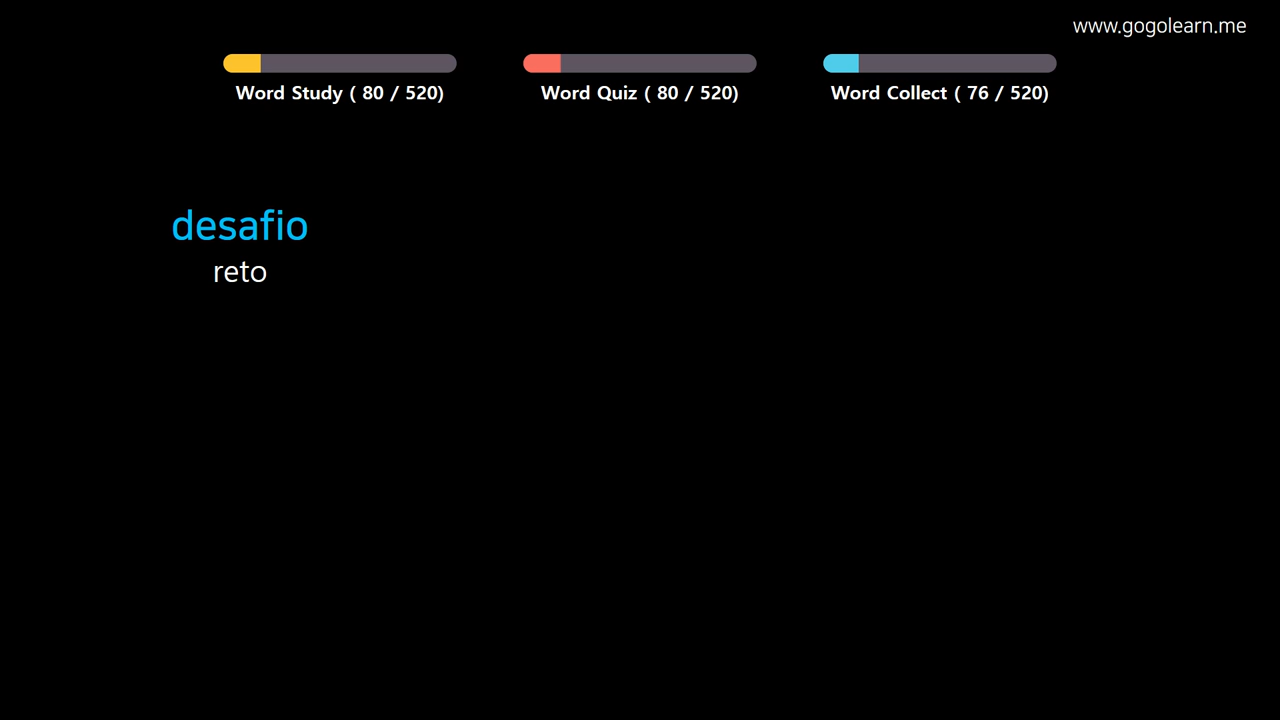 www.gogolearn.me
Word Study ( 80 / 520)
Word Quiz ( 80 / 520)
Word Collect ( 76 / 520)
desafio
reto